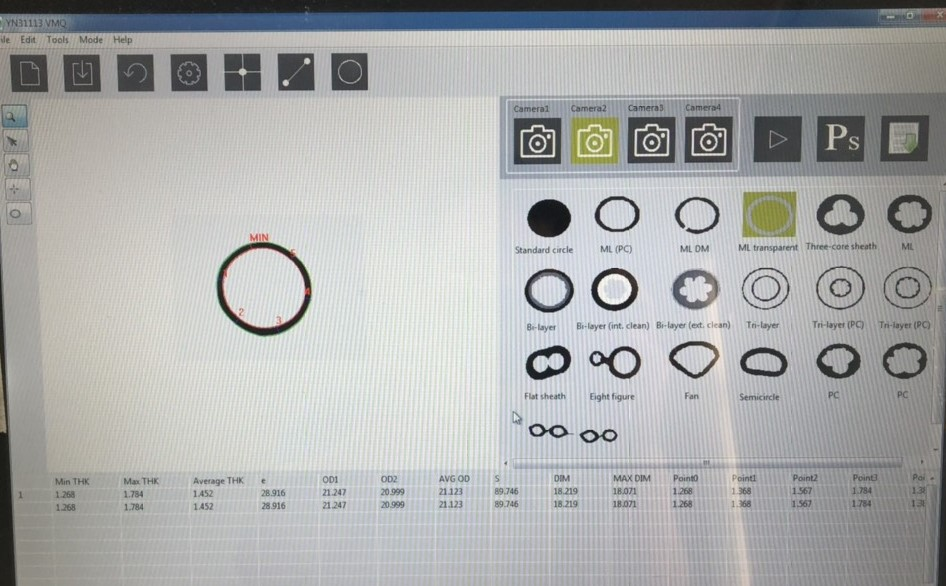 YN31113 VMQ
ile Edit Tools Mode Help
Camera1 Camera2 Camera3 Camera4
Ps
MIN
5
4
2
3
Standard circle ML (PC) ML DM ML transparent Three-core sheath ML
Bi-layer Bi-layer (int. clean) Bi-layer (ext. clean) Tri-layer Tri-layer (PC) Tri-layer (PC)
Flat sheath Eight figure Fan Semicircle PC PC
Min THK Max THK Average THK e OD1 OD2 AVG OD S DIM MAX DIM Point0 Point1 Point2 Point3 Poi
1 1.268 1.784 1.452 28.916 21.247 20.999 21.123 89.746 18.219 18.071 1.268 1.368 1.567 1.784 1.3
1.268 1.784 1.452 28.916 21.247 20.999 21.123 89.746 18.219 18.071 1.268 1.368 1.567 1.784 1.3